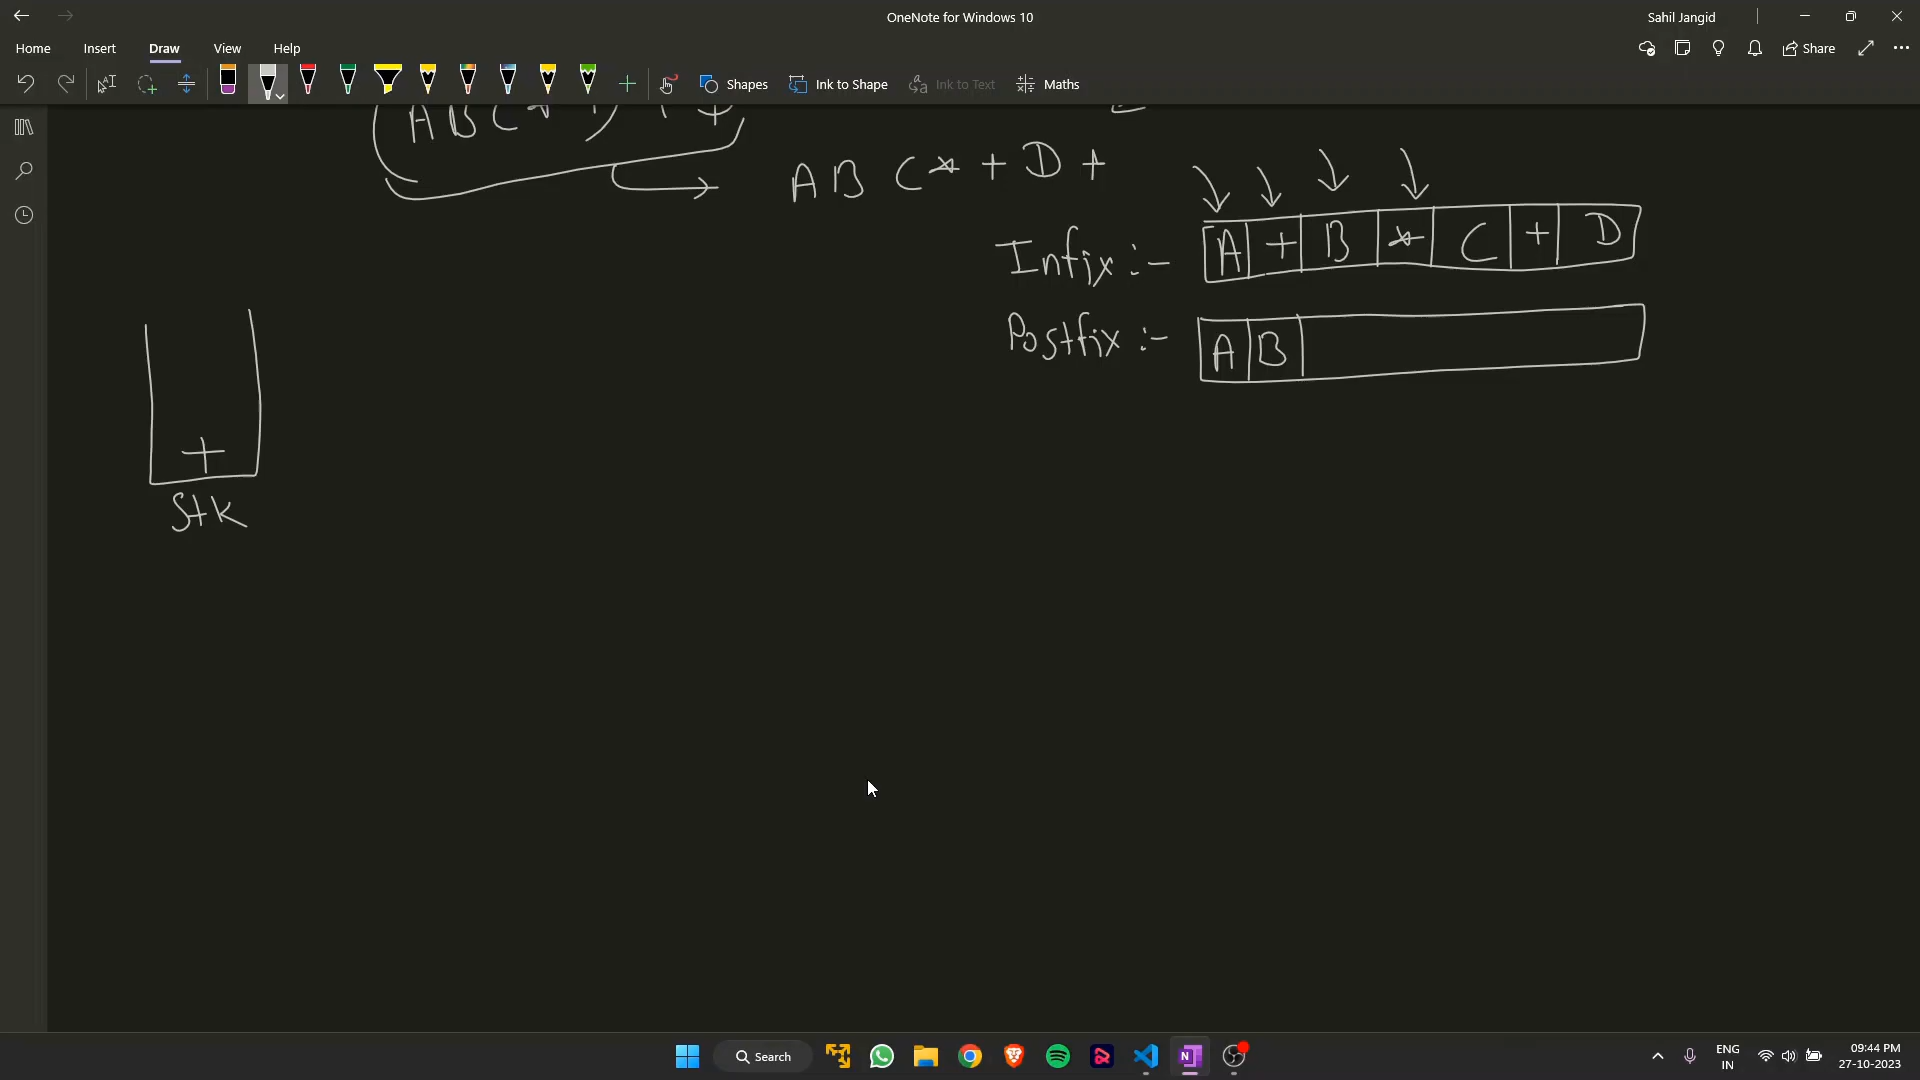 OneNote for Windows 10
Sahil Jangid
Home Insert Draw View Help
Share
Shapes Ink to Shape Ink to Text Maths
A B C * + D +
Infix :- A + B * C + D
Postfix :- A B
+
Stk
Search
ENG
IN
09:44 PM
27-10-2023